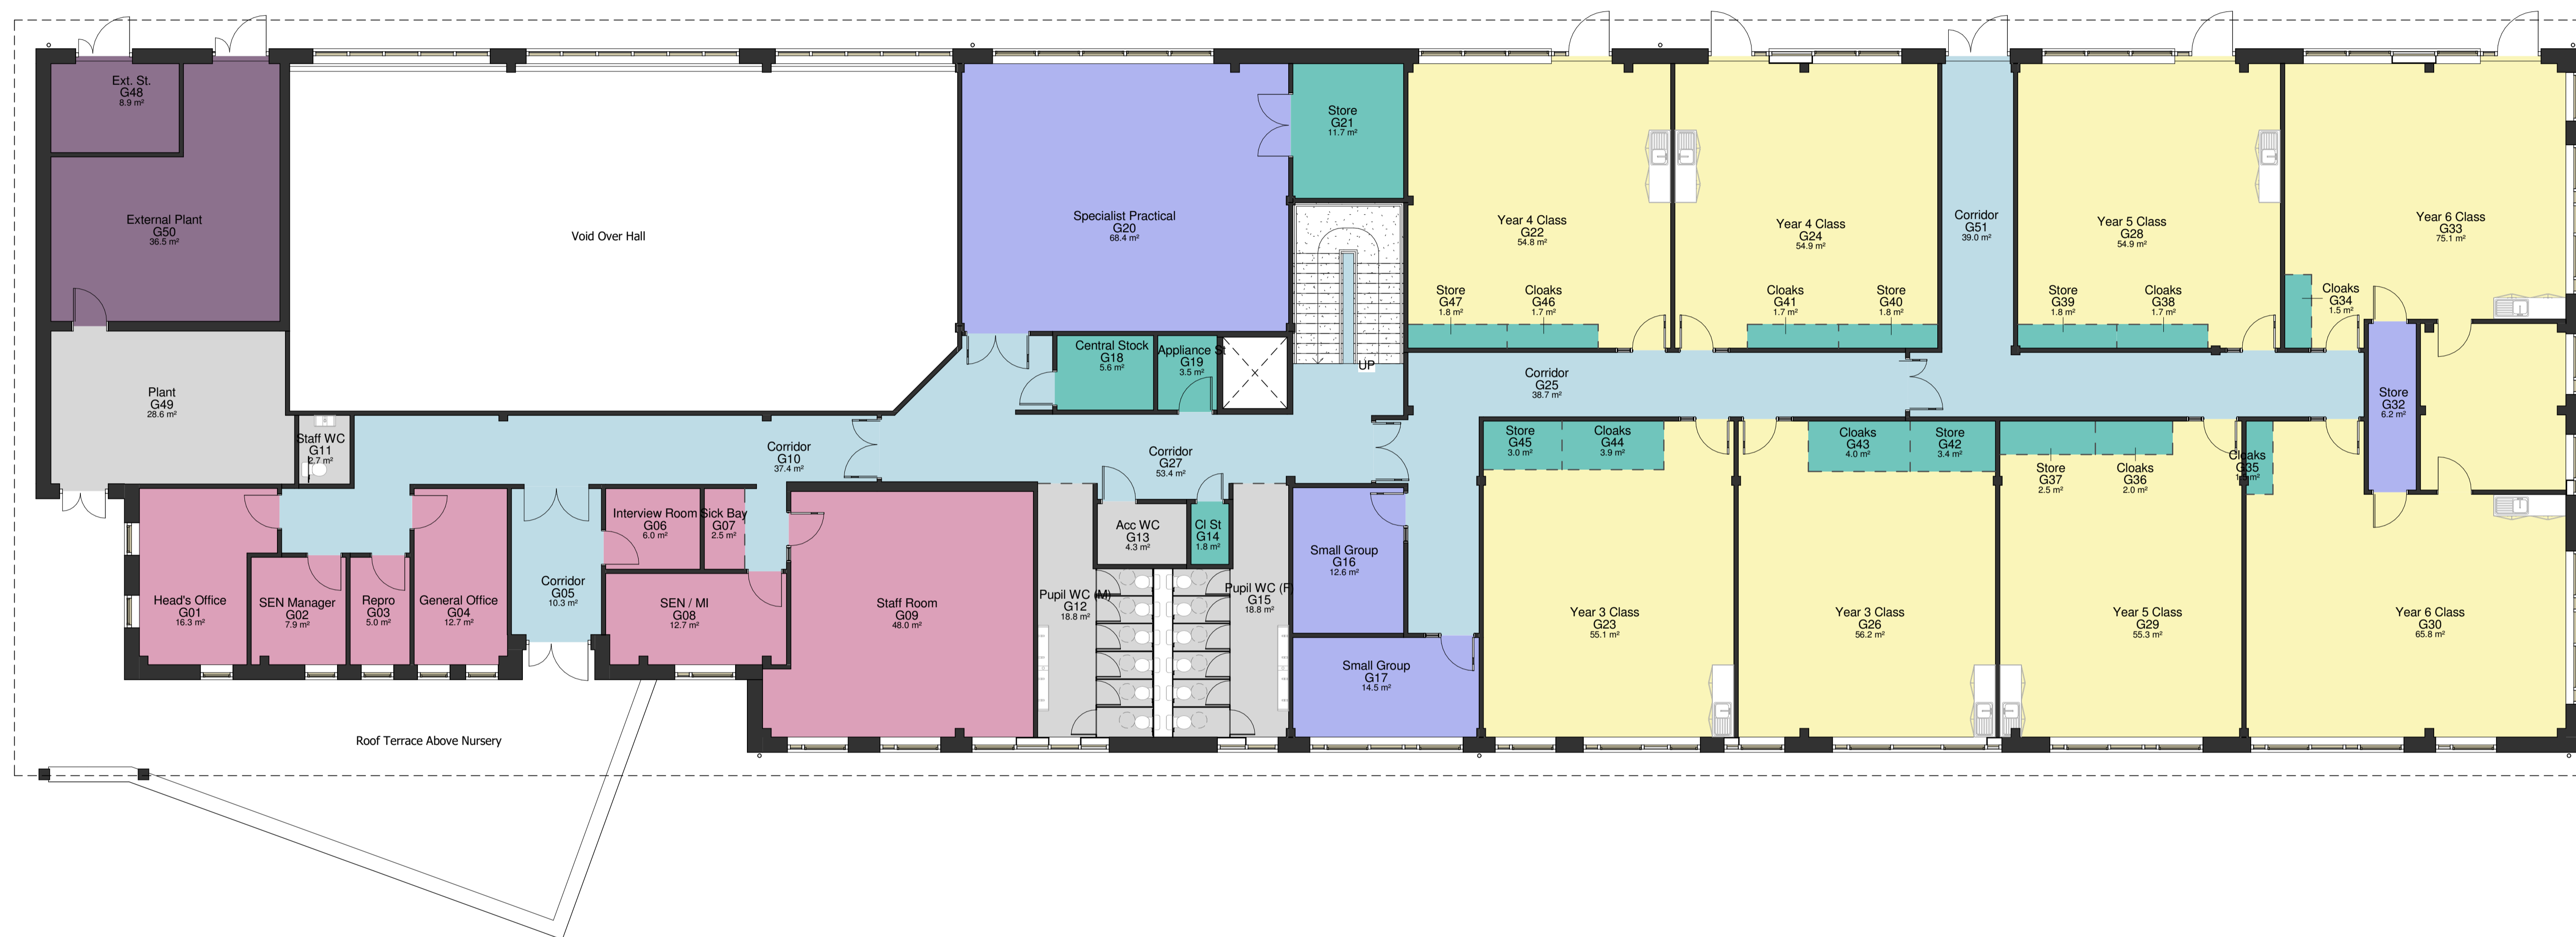 Ext. St.
G48
8.9 m²
External Plant
G50
36.5 m²
Void Over Hall
Specialist Practical
G20
68.4 m²
Store
G21
11.7 m²
Year 4 Class
G22
54.8 m²
Year 4 Class
G24
54.9 m²
Corridor
G51
39.0 m²
Year 5 Class
G28
54.9 m²
Year 6 Class
G33
75.1 m²
Store
G47
1.8 m²
Cloaks
G46
1.7 m²
Cloaks
G41
1.7 m²
Store
G40
1.8 m²
Store
G39
1.8 m²
Cloaks
G38
1.7 m²
Cloaks
G34
1.5 m²
Plant
G49
28.6 m²
Staff WC
G11
2.7 m²
Corridor
G10
37.4 m²
Central Stock
G18
5.6 m²
Appliance St
G19
3.5 m²
UP
Corridor
G25
38.7 m²
Store
G32
6.2 m²
Corridor
G27
53.4 m²
Store
G45
3.0 m²
Cloaks
G44
3.9 m²
Cloaks
G43
4.0 m²
Store
G42
3.4 m²
Store
G37
2.5 m²
Cloaks
G36
2.0 m²
Cloaks
G35
Head's Office
G01
16.3 m²
SEN Manager
G02
7.9 m²
Repro
G03
5.0 m²
General Office
G04
12.7 m²
Corridor
G05
10.3 m²
Interview Room
G06
6.0 m²
Sick Bay
G07
2.5 m²
SEN / MI
G08
12.7 m²
Staff Room
G09
48.0 m²
Pupil WC (M)
G12
18.8 m²
Acc WC
G13
4.3 m²
Cl St
G14
1.8 m²
Pupil WC (F)
G15
18.8 m²
Small Group
G16
12.6 m²
Small Group
G17
14.5 m²
Year 3 Class
G23
55.1 m²
Year 3 Class
G26
56.2 m²
Year 5 Class
G29
55.3 m²
Year 6 Class
G30
65.8 m²
Roof Terrace Above Nursery